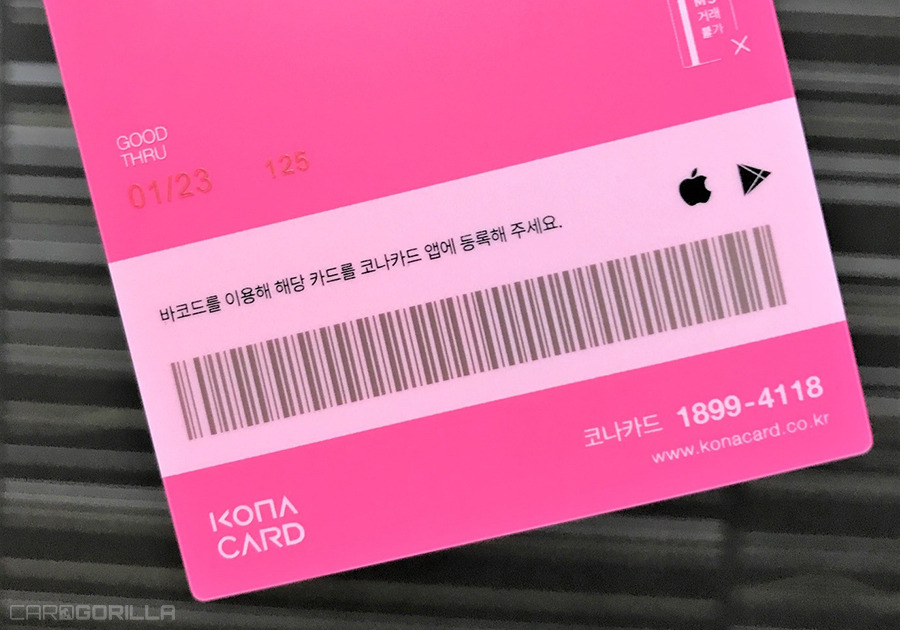 거래
불가
GOOD
THRU
01/23 125
바코드를 이용해 해당 카드를 코나카드 앱에 등록해 주세요.
코나카드 1899-4118
www.konacard.co.kr
KONA
CARD
CARDGORILLA